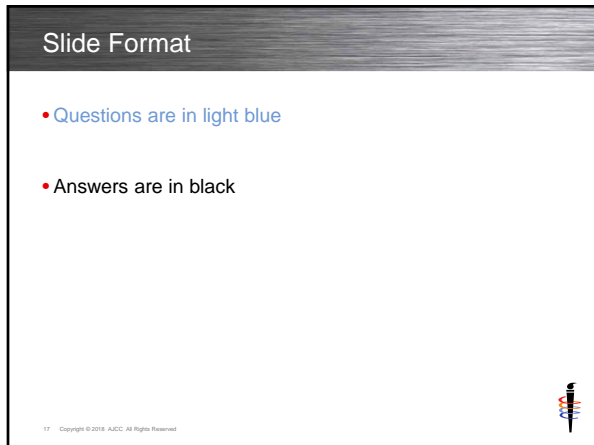 Slide Format
• Questions are in light blue
• Answers are in black
17 Copyright © 2018 AJCC All Rights Reserved